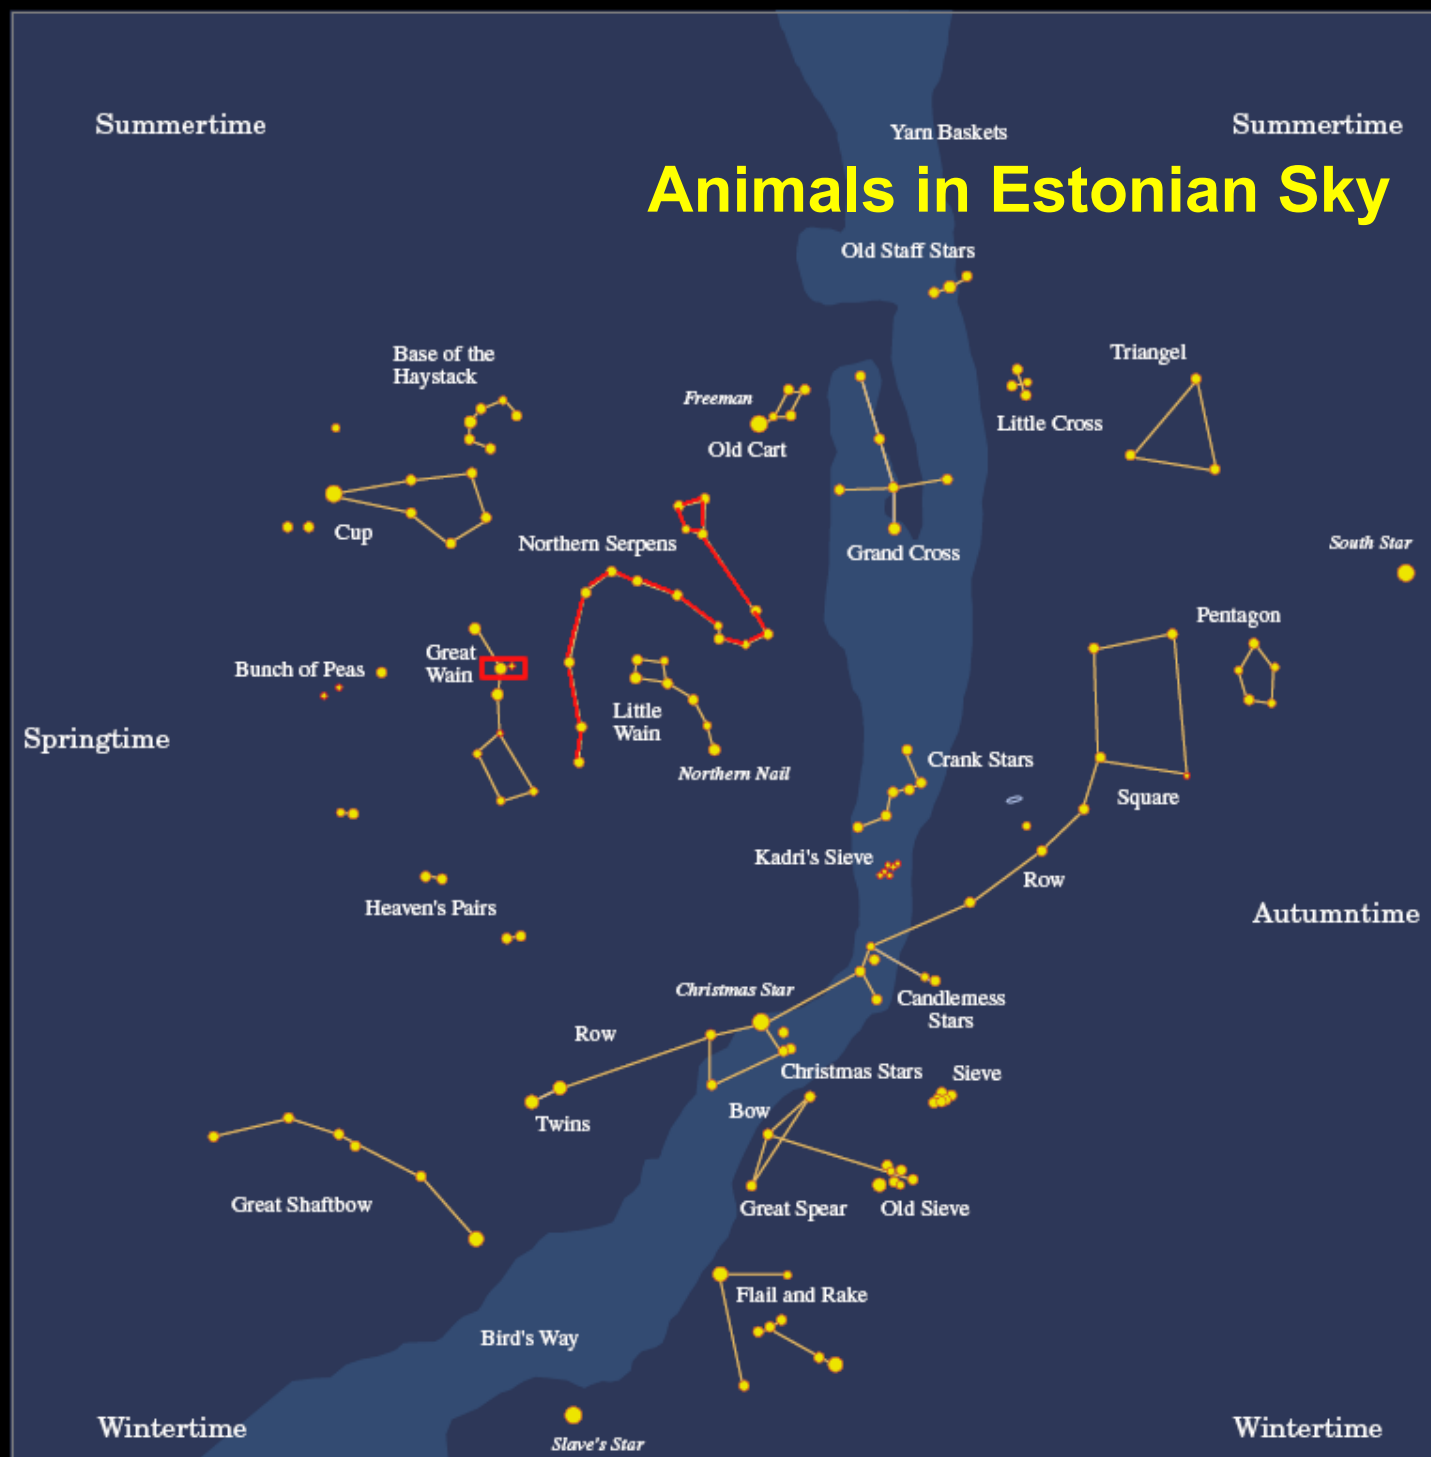 Summertime
Summertime
Yarn Baskets
Animals in Estonian Sky
Old Staff Stars
Base of the
Haystack
Triangel
Freeman
Little Cross
Old Cart
Cup
Northern Serpens
Grand Cross
South Star
Pentagon
Great
Wain
Bunch of Peas
Little
Wain
Springtime
Northern Nail
Crank Stars
Square
Kadri's Sieve
Row
Heaven's Pairs
Autumntime
Christmas Star
Candlemess
Stars
Row
Christmas Stars
Sieve
Bow
Twins
Great Shaftbow
Great Spear
Old Sieve
Flail and Rake
Bird's Way
Wintertime
Wintertime
Slave's Star